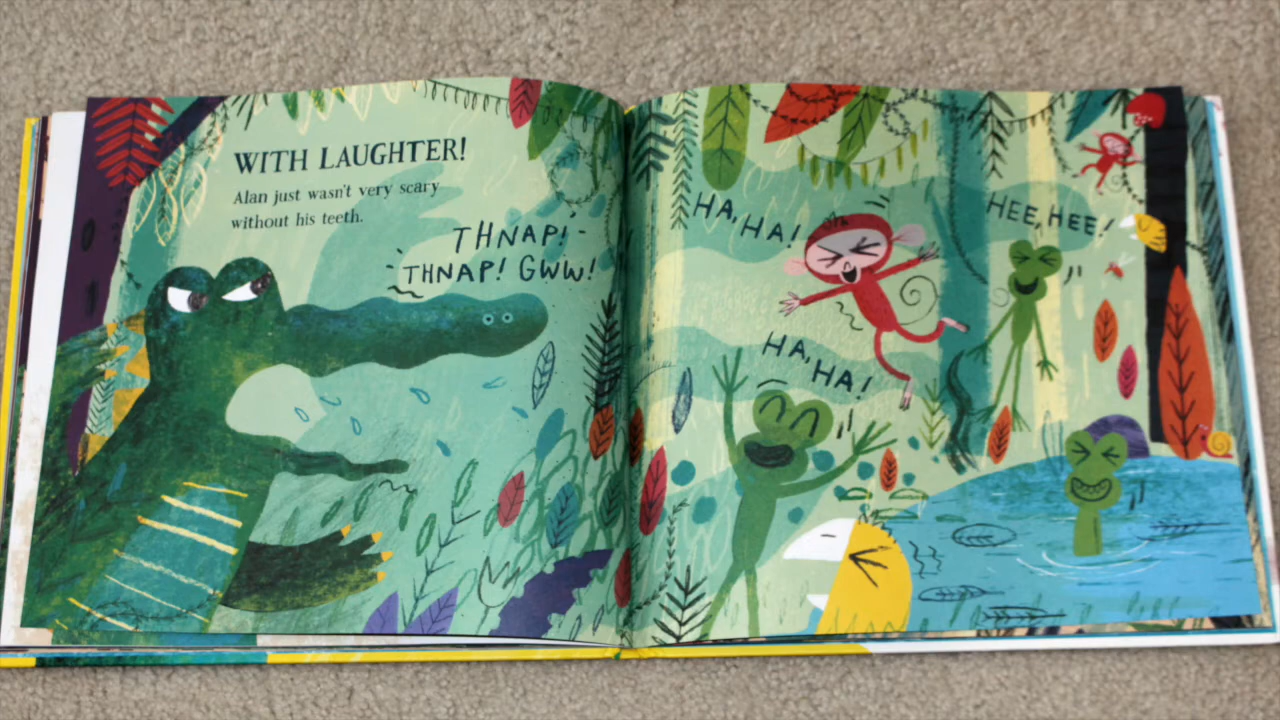 WITH LAUGHTER!
Alan just wasn't very scary
without his teeth.
THNAP!
THNAP! GWW!
HA, HA!
HEE, HEE!
HA, HA!